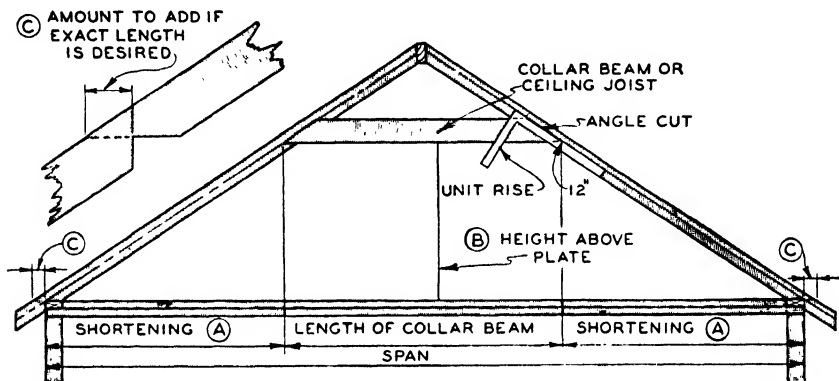 Ⓒ AMOUNT TO ADD IF
EXACT LENGTH
IS DESIRED
COLLAR BEAM OR
CEILING JOIST
ANGLE CUT
UNIT RISE
12"
Ⓒ
Ⓑ HEIGHT ABOVE
PLATE
Ⓒ
SHORTENING Ⓐ
LENGTH OF COLLAR BEAM
SHORTENING Ⓐ
SPAN